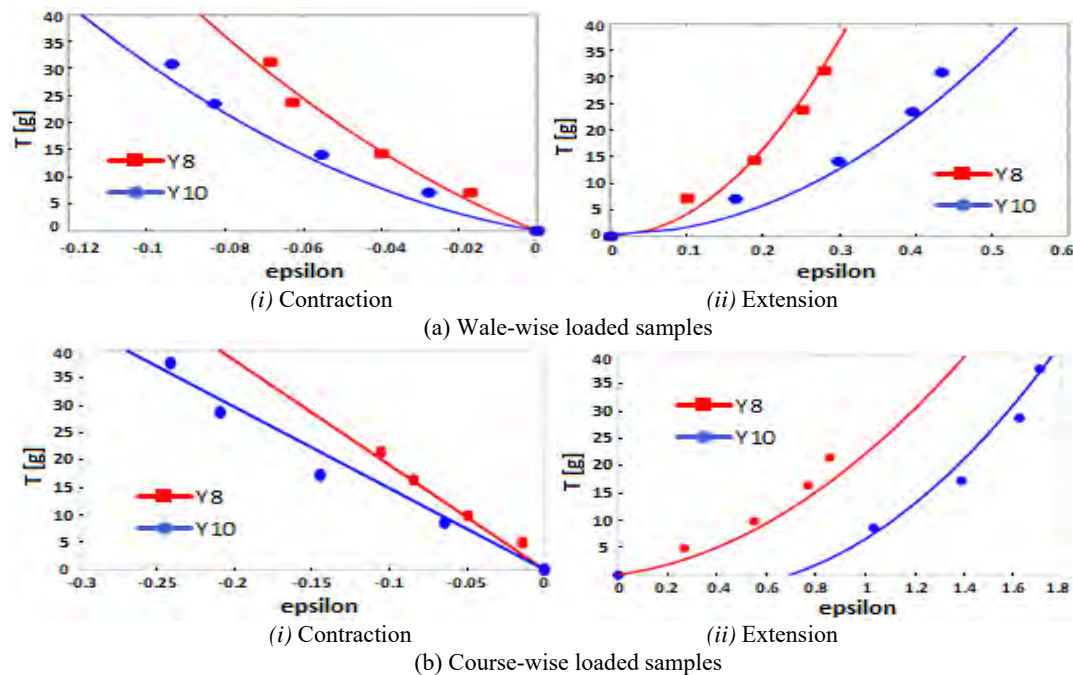 40
35
30
25
20
15
10
5
0
T [g]
Y8
Y10
-0.12 -0.1 -0.08 -0.06 -0.04 -0.02 0
epsilon
(i) Contraction
40
35
30
25
20
15
10
5
0
T [g]
Y8
Y10
0 0.1 0.2 0.3 0.4 0.5 0.6
epsilon
(ii) Extension
(a) Wale-wise loaded samples
40
35
30
25
20
15
10
5
0
T [g]
Y8
Y10
-0.3 -0.25 -0.2 -0.15 -0.1 -0.05 0
epsilon
(i) Contraction
40
35
30
25
20
15
10
5
T [g]
Y8
Y10
0 0.2 0.4 0.6 0.8 1 1.2 1.4 1.6 1.8
epsilon
(ii) Extension
(b) Course-wise loaded samples